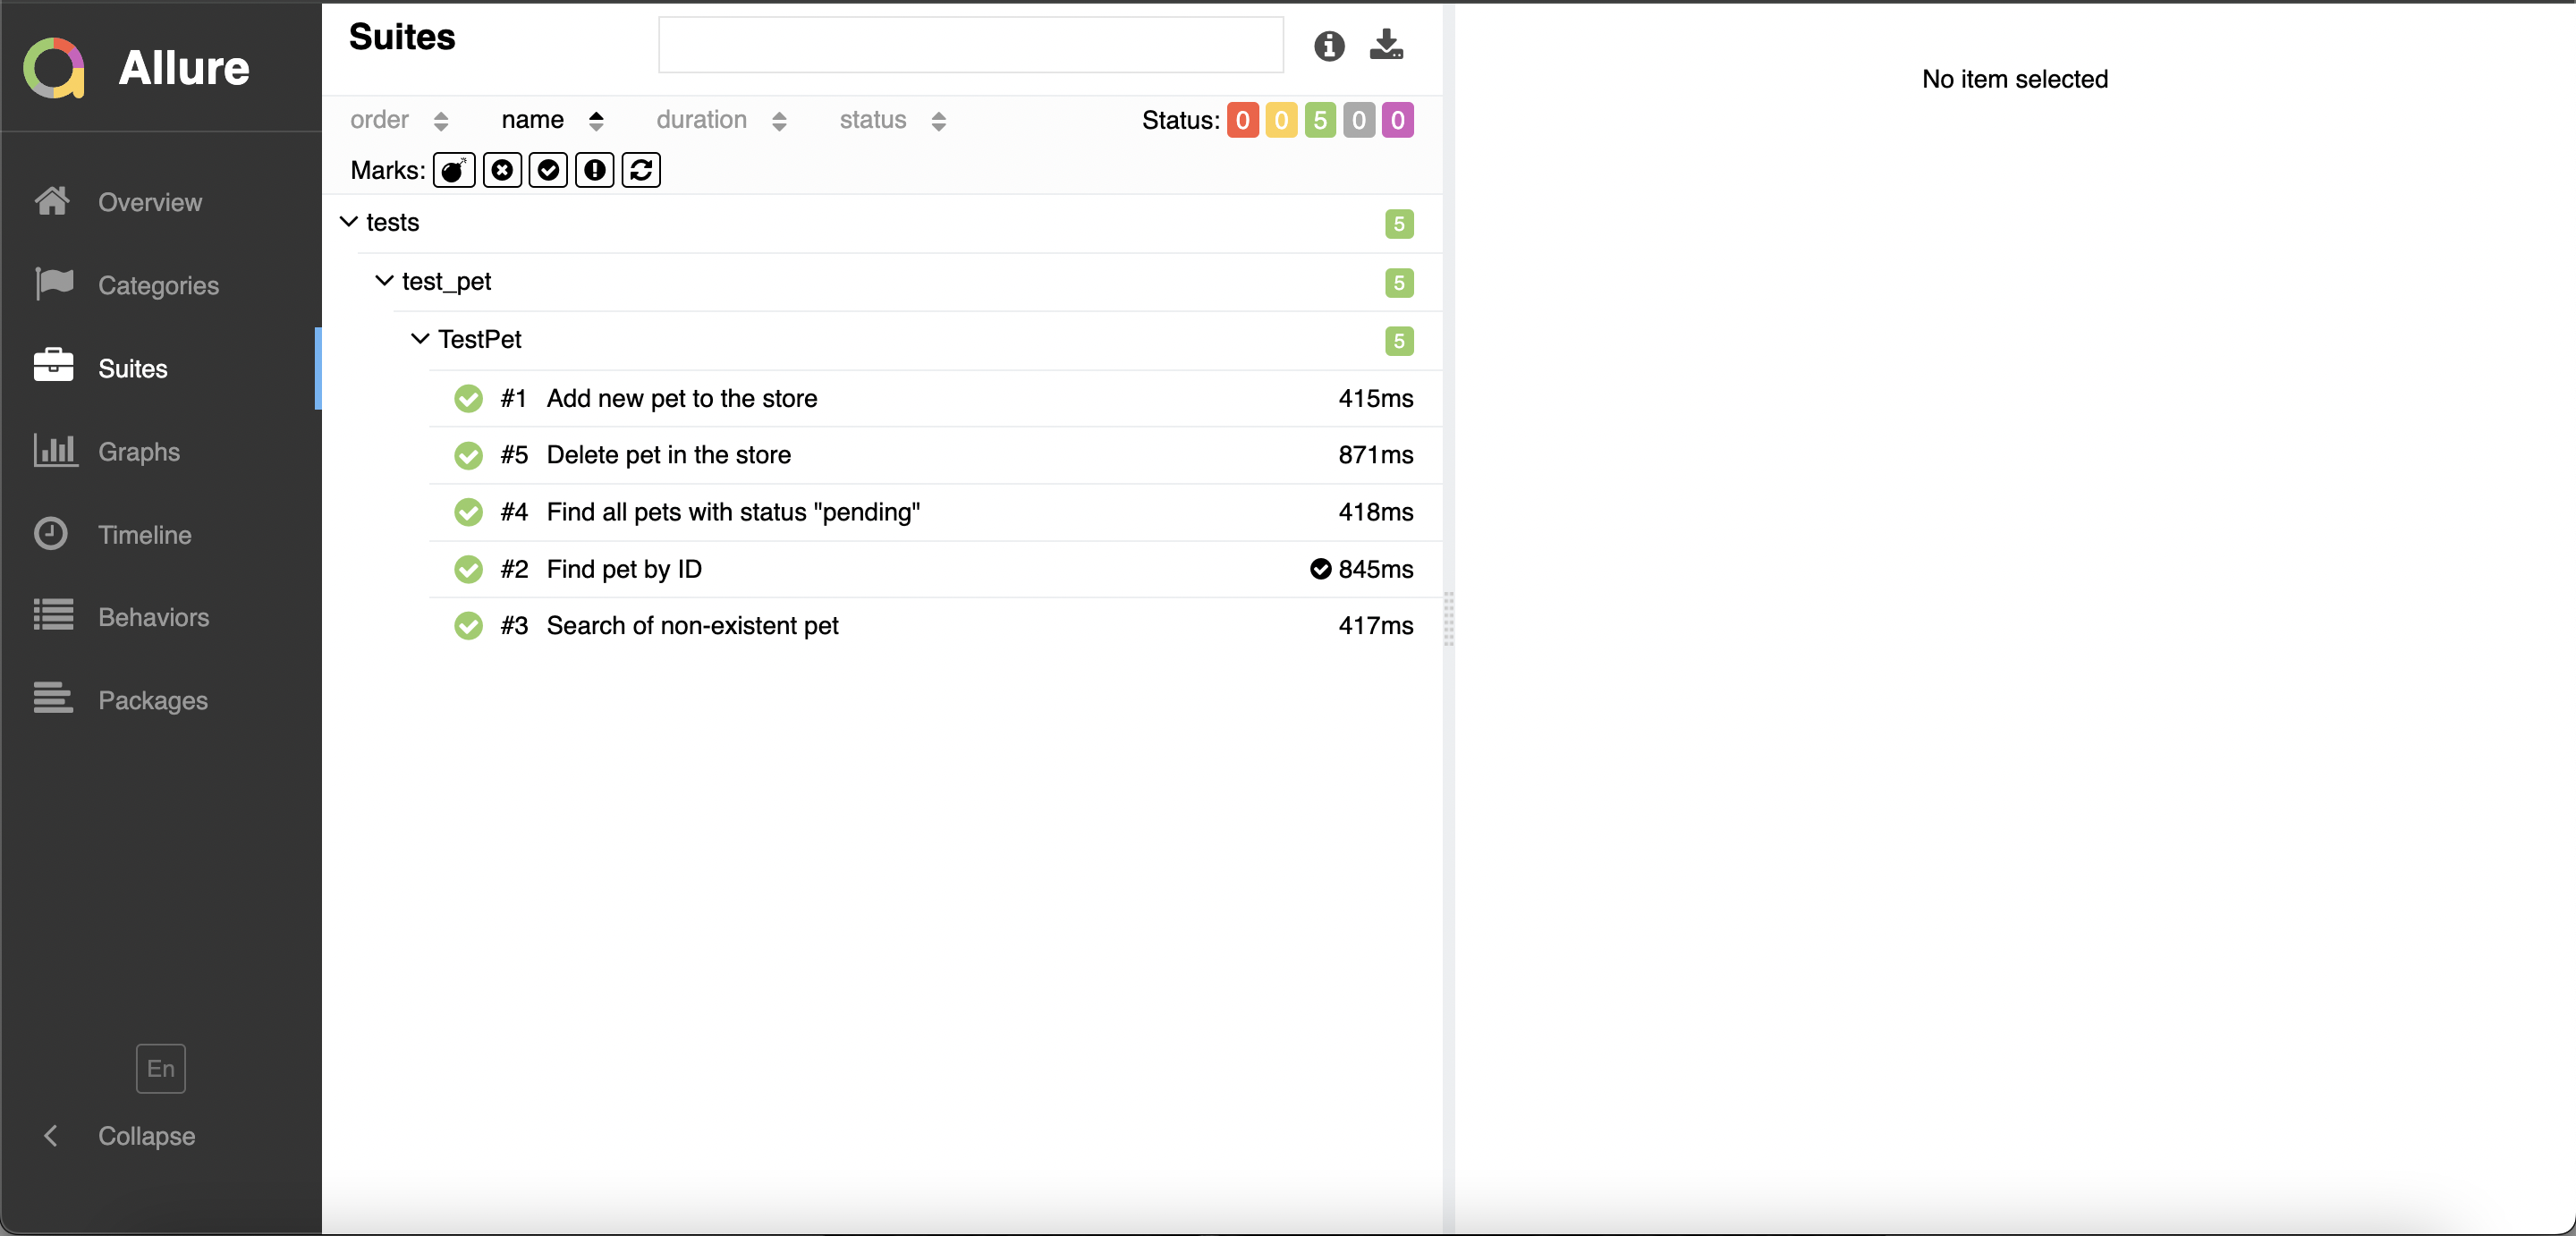 Allure
Overview
Categories
Suites
Graphs
Timeline
Behaviors
Packages
En
Collapse
Suites
order name duration status Status: 0 0 5 0 0
Marks:
tests 5
test_pet 5
TestPet 5
#1 Add new pet to the store 415ms
#5 Delete pet in the store 871ms
#4 Find all pets with status "pending" 418ms
#2 Find pet by ID 845ms
#3 Search of non-existent pet 417ms
No item selected